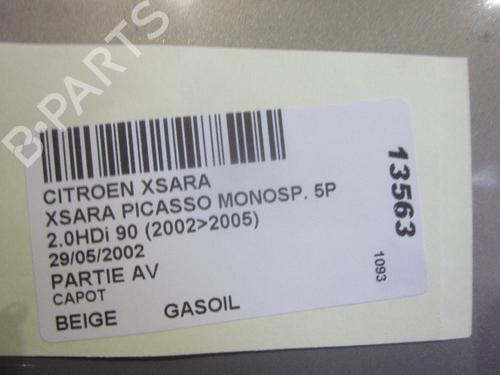 B-PARTS
CITROEN XSARA
XSARA PICASSO MONOSP. 5P
2.0HDi 90 (2002>2005)
29/05/2002
PARTIE AV
CAPOT
BEIGE GASOIL
13563
1093